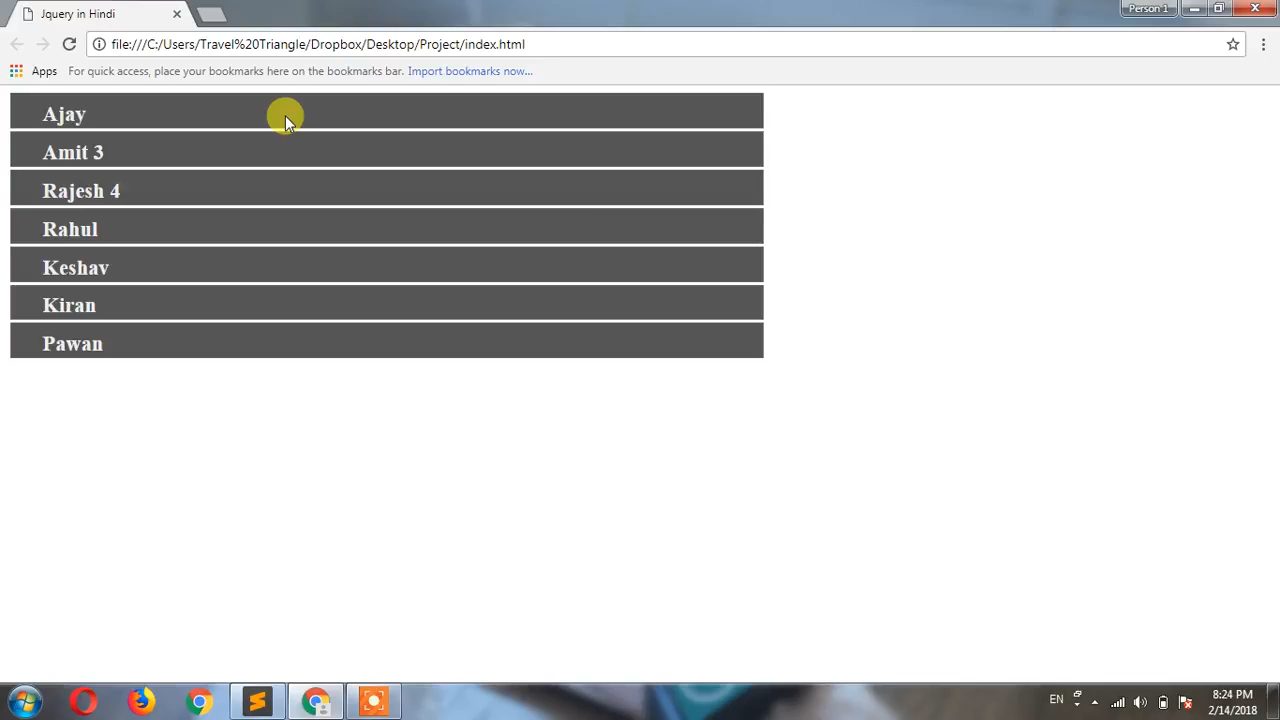 Jquery in Hindi
Person 1
file:///C:/Users/Travel%20Triangle/Dropbox/Desktop/Project/index.html
Apps For quick access, place your bookmarks here on the bookmarks bar. Import bookmarks now...
Ajay
Amit 3
Rajesh 4
Rahul
Keshav
Kiran
Pawan
EN
8:24 PM
2/14/2018